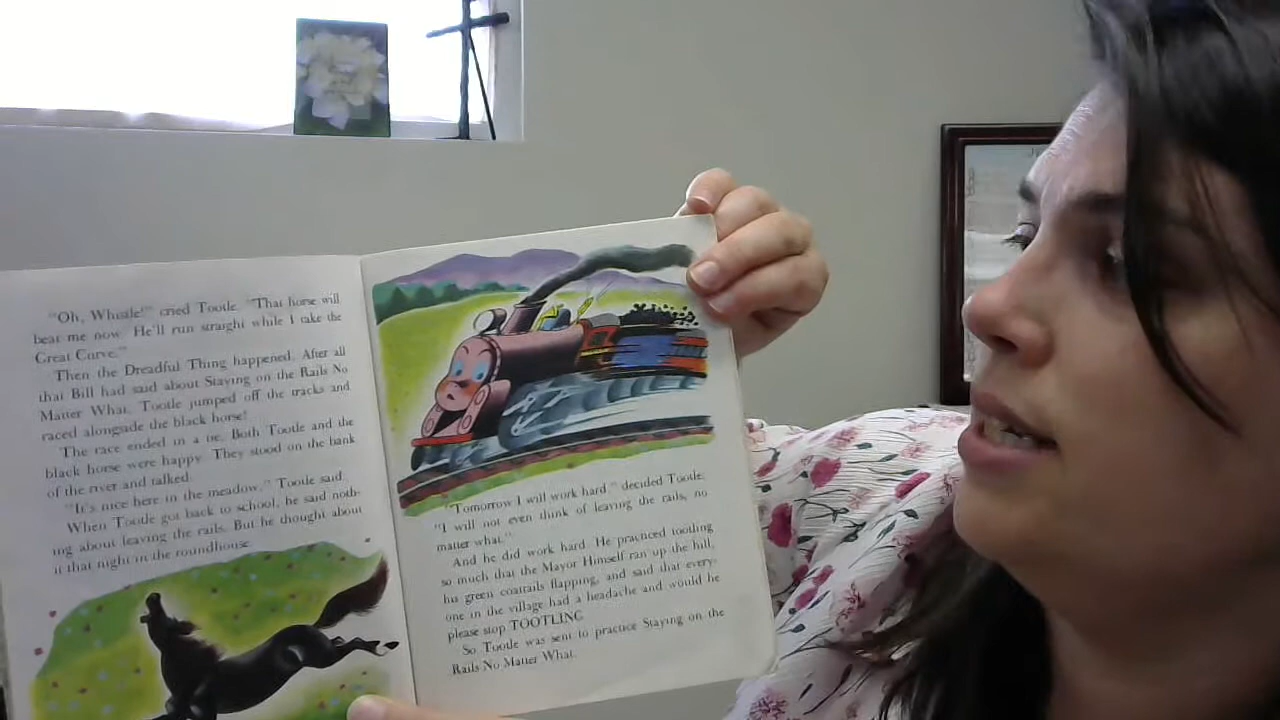 "Oh, Whistle!" cried Tootle. "That horse will
beat me now. He'll run straight while I take the
Great Curve."
Then the Dreadful Thing happened. After all
that Bill had said about Staying on the Rails No
Matter What, Tootle jumped off the tracks and
raced alongside the black horse!
The race ended in a tie. Both Tootle and the
black horse were happy. They stood on the bank
of the river and talked.
"It's nice here in the meadow," Tootle said.
When Tootle got back to school, he said noth-
ing about leaving the rails. But he thought about
it that night in the roundhouse.
"Tomorrow I will work hard," decided Tootle.
"I will not even think of leaving the rails, no
matter what."
And he did work hard. He practiced tootling
so much that the Mayor Himself ran up the hill,
his green coattails flapping, and said that every-
one in the village had a headache and would he
please stop TOOTLING.
So Tootle was sent to practice Staying on the
Rails No Matter What.